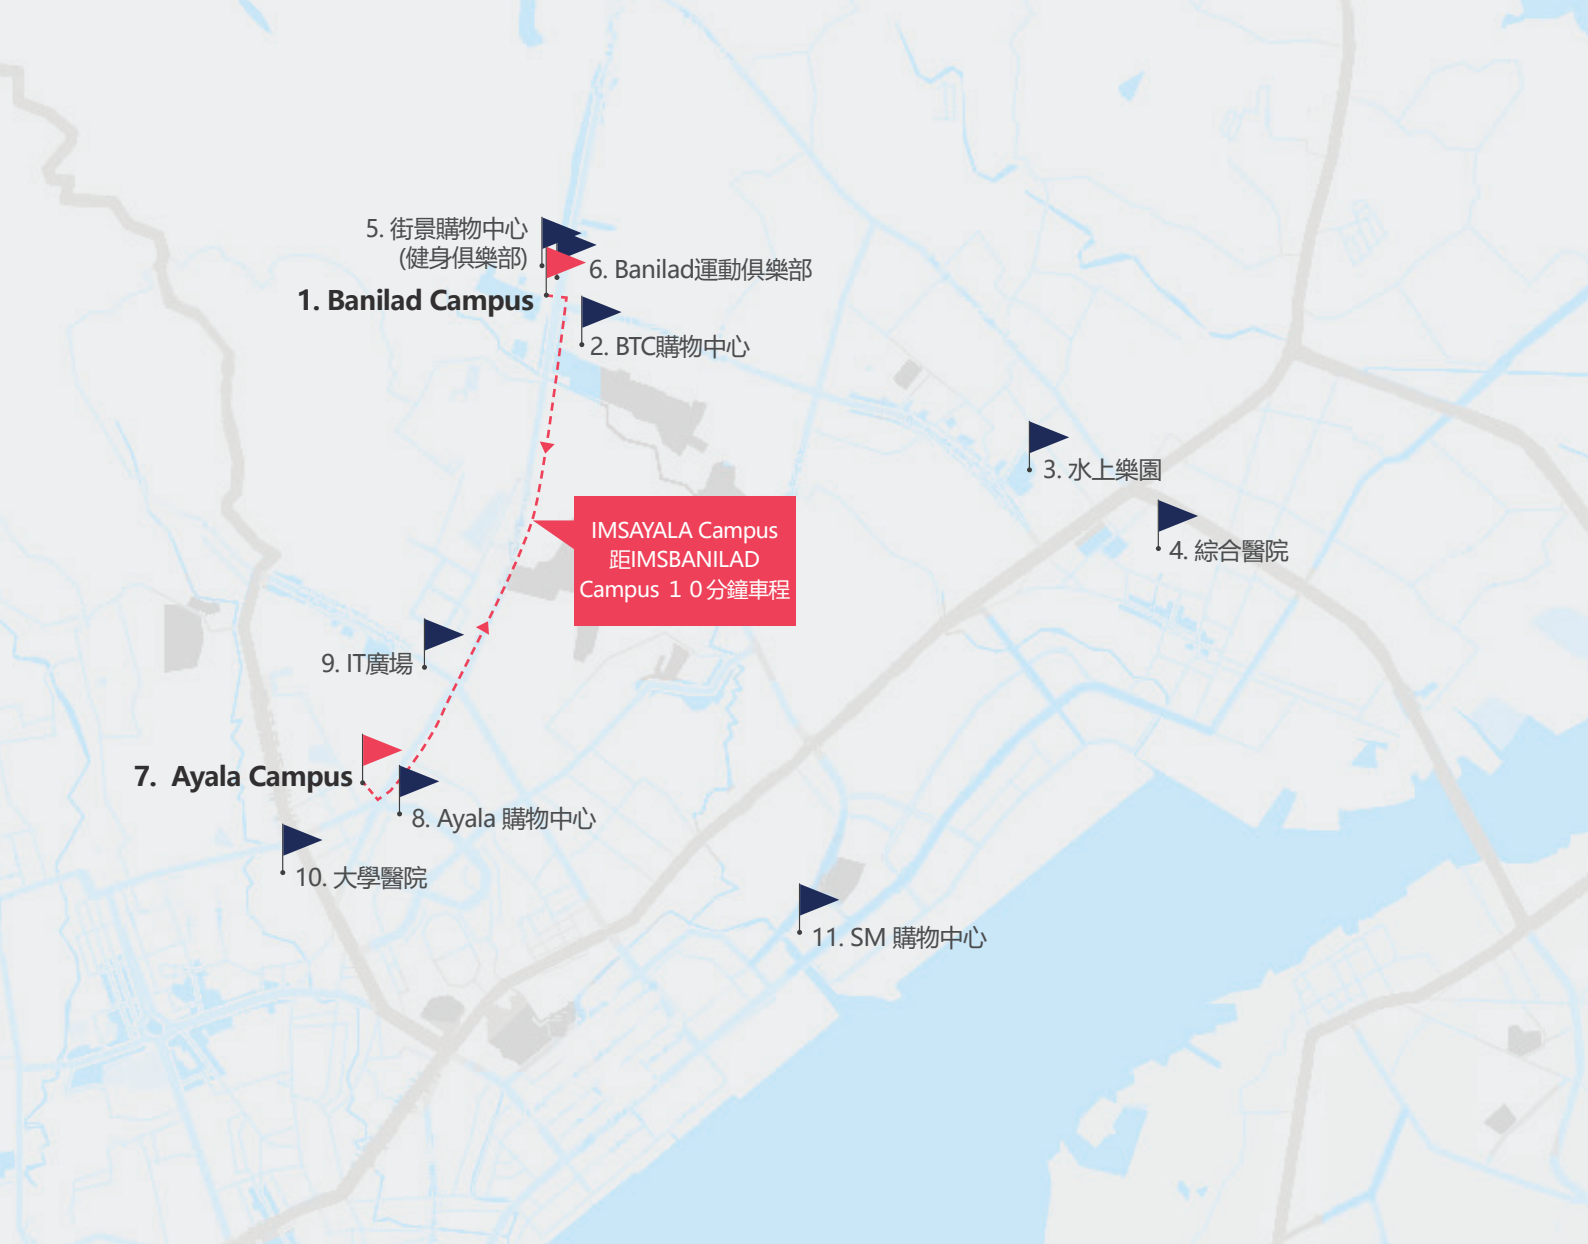 5. 街景購物中心
(健身俱樂部)
6. Banilad運動俱樂部
1. Banilad Campus
2. BTC購物中心
3. 水上樂園
IMSAYALA Campus
距IMSBANILAD
Campus １０分鐘車程
4. 綜合醫院
9. IT廣場
7. Ayala Campus
8. Ayala 購物中心
10. 大學醫院
11. SM 購物中心